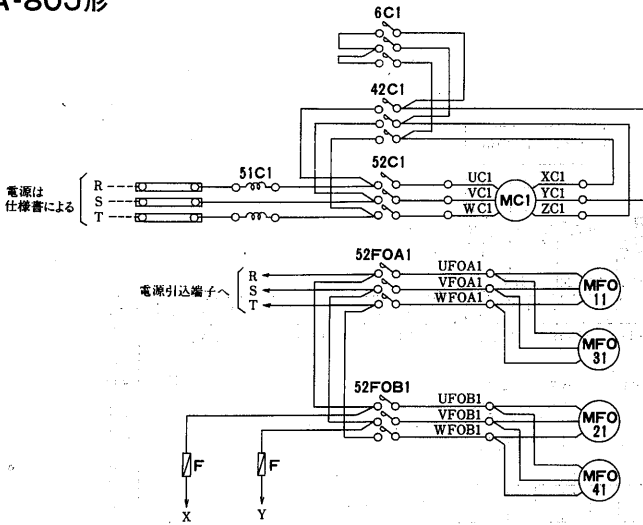 A-80J形
6C1
42C1
51C1
52C1
電源は
仕様書による
R
S
T
UC1
VC1
WC1
MC1
XC1
YC1
ZC1
52FOA1
電源引込端子へ
R
S
T
UFOA1
VFOA1
WFOA1
MFO
11
MFO
31
52FOB1
UFOB1
VFOB1
WFOB1
MFO
21
MFO
41
F
F
X
Y